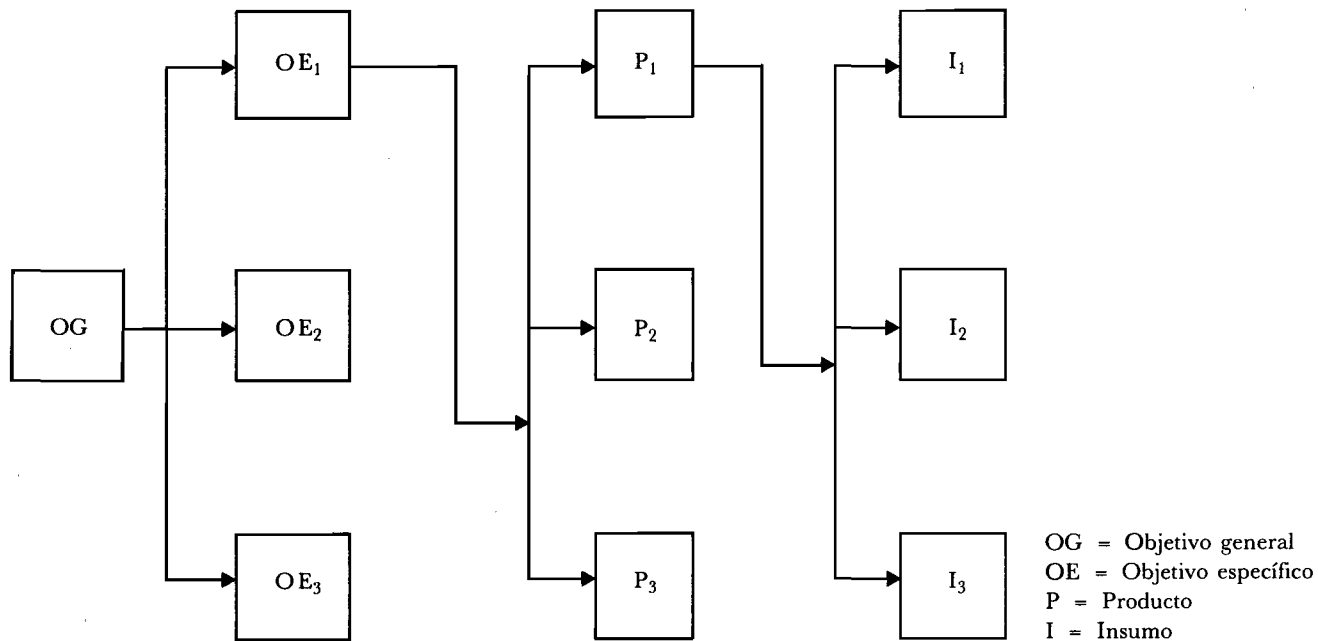 OE₁
P₁
I₁
OG
OE₂
P₂
I₂
OE₃
P₃
I₃
OG = Objetivo general
OE = Objetivo específico
P = Producto
I = Insumo